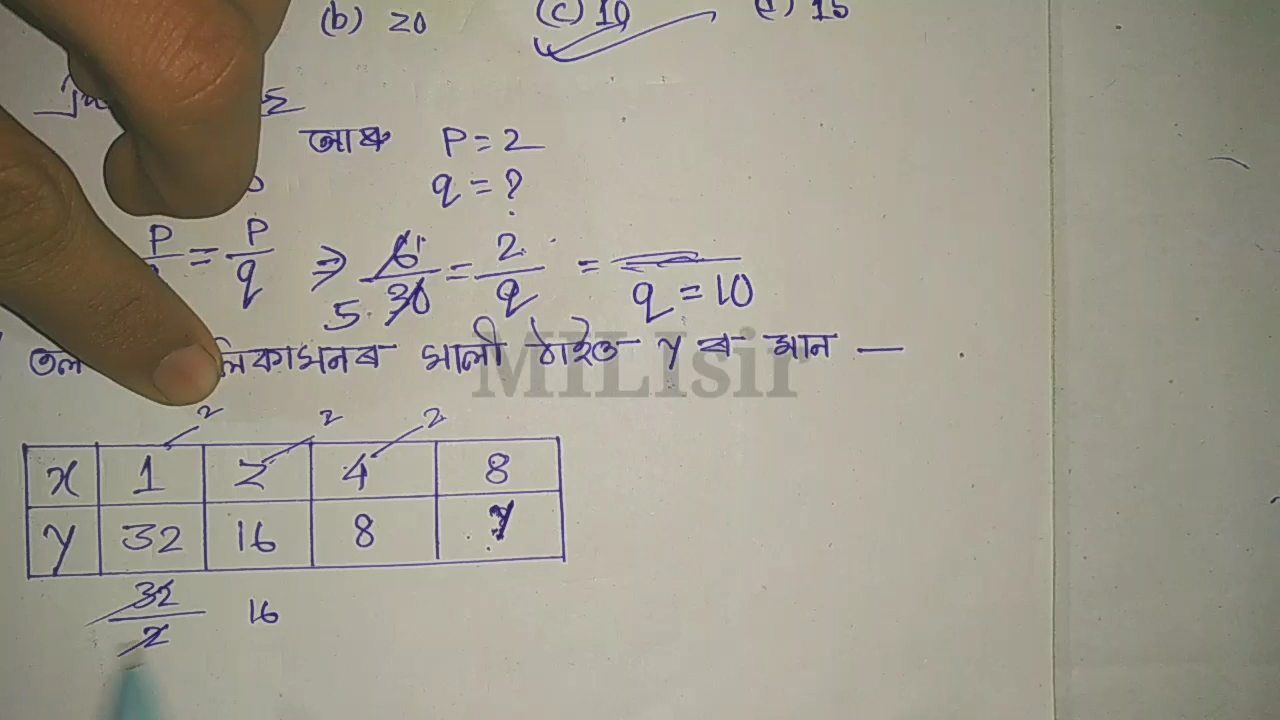 (b) 20 (c) 10 15
আৰু P = 2
q = ?
P = P/q ⇒ 6/30 = 2/q = q = 10
5
খালী ঠাইত y ৰ মান —
MILIsir
2 2 2
x 1 2 4 8
y 32 16 8 y
32/2 16